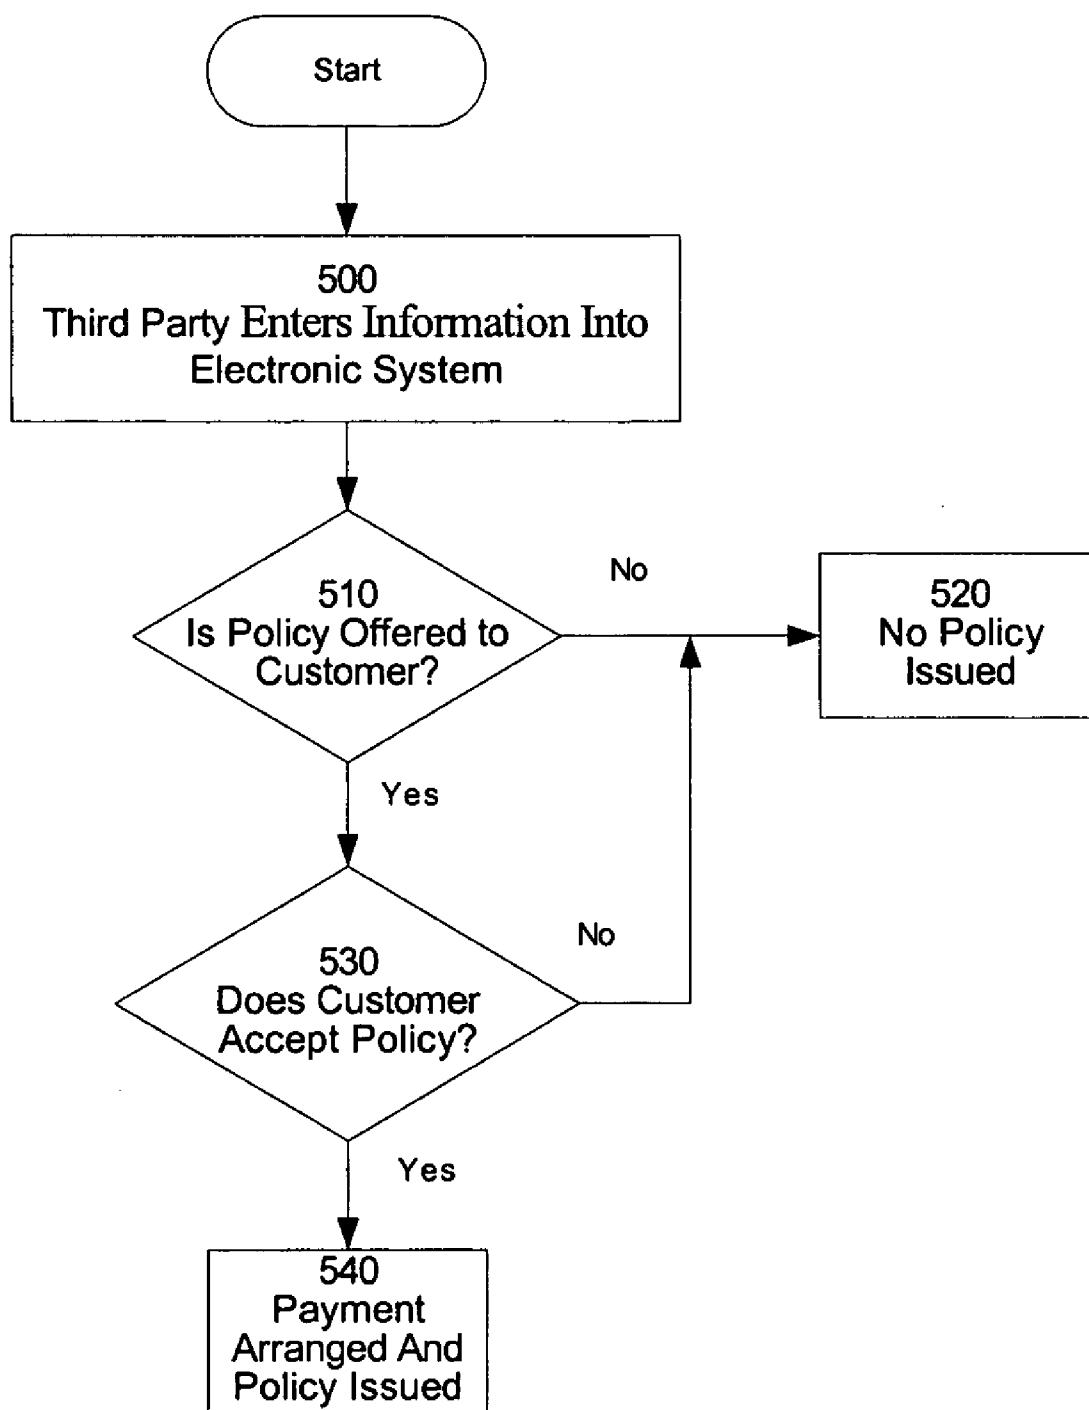 Start
500
Third Party Enters Information Into
Electronic System
510
Is Policy Offered to
Customer?
No
520
No Policy
Issued
Yes
530
Does Customer
Accept Policy?
No
Yes
540
Payment
Arranged And
Policy Issued